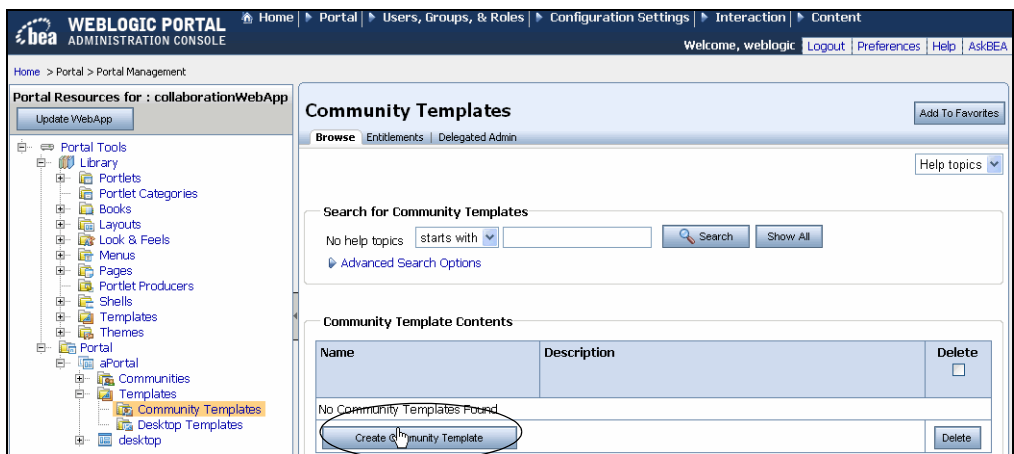 bea WEBLOGIC PORTAL
ADMINISTRATION CONSOLE
Home | Portal | Users, Groups, & Roles | Configuration Settings | Interaction | Content
Welcome, weblogic Logout Preferences Help AskBEA
Home > Portal > Portal Management
Portal Resources for : collaborationWebApp
Update WebApp
Portal Tools
Library
Portlets
Portlet Categories
Books
Layouts
Look & Feels
Menus
Pages
Portlet Producers
Shells
Templates
Themes
Portal
aPortal
Communities
Templates
Community Templates
Desktop Templates
desktop
Community Templates
Add To Favorites
Browse Entitlements | Delegated Admin
Help topics
Search for Community Templates
No help topics starts with Search Show All
Advanced Search Options
Community Template Contents
Name Description Delete
No Community Templates Found
Create Community Template Delete